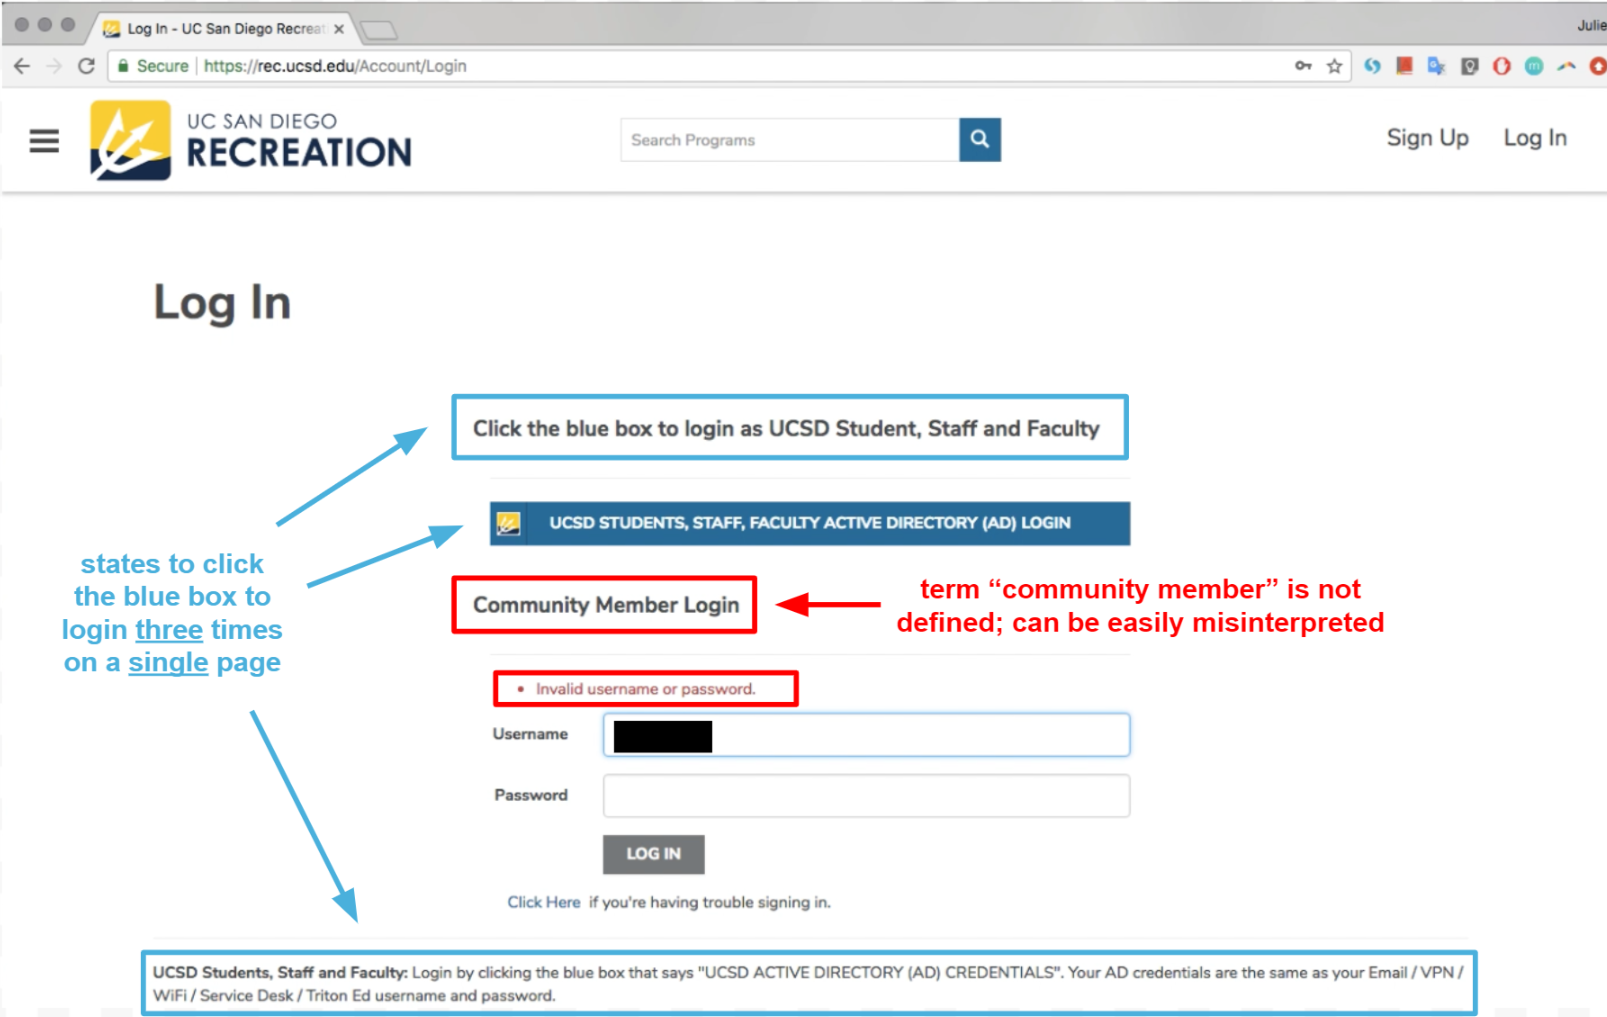 Log In - UC San Diego Recreat
Julie
Secure https://rec.ucsd.edu/Account/Login
UC SAN DIEGO
RECREATION
Search Programs
Sign Up Log In
Log In
Click the blue box to login as UCSD Student, Staff and Faculty
UCSD STUDENTS, STAFF, FACULTY ACTIVE DIRECTORY (AD) LOGIN
states to click
the blue box to
login three times
on a single page
Community Member Login
term “community member” is not
defined; can be easily misinterpreted
• Invalid username or password.
Username
Password
LOG IN
Click Here if you're having trouble signing in.
UCSD Students, Staff and Faculty: Login by clicking the blue box that says "UCSD ACTIVE DIRECTORY (AD) CREDENTIALS". Your AD credentials are the same as your Email / VPN /
WiFi / Service Desk / Triton Ed username and password.